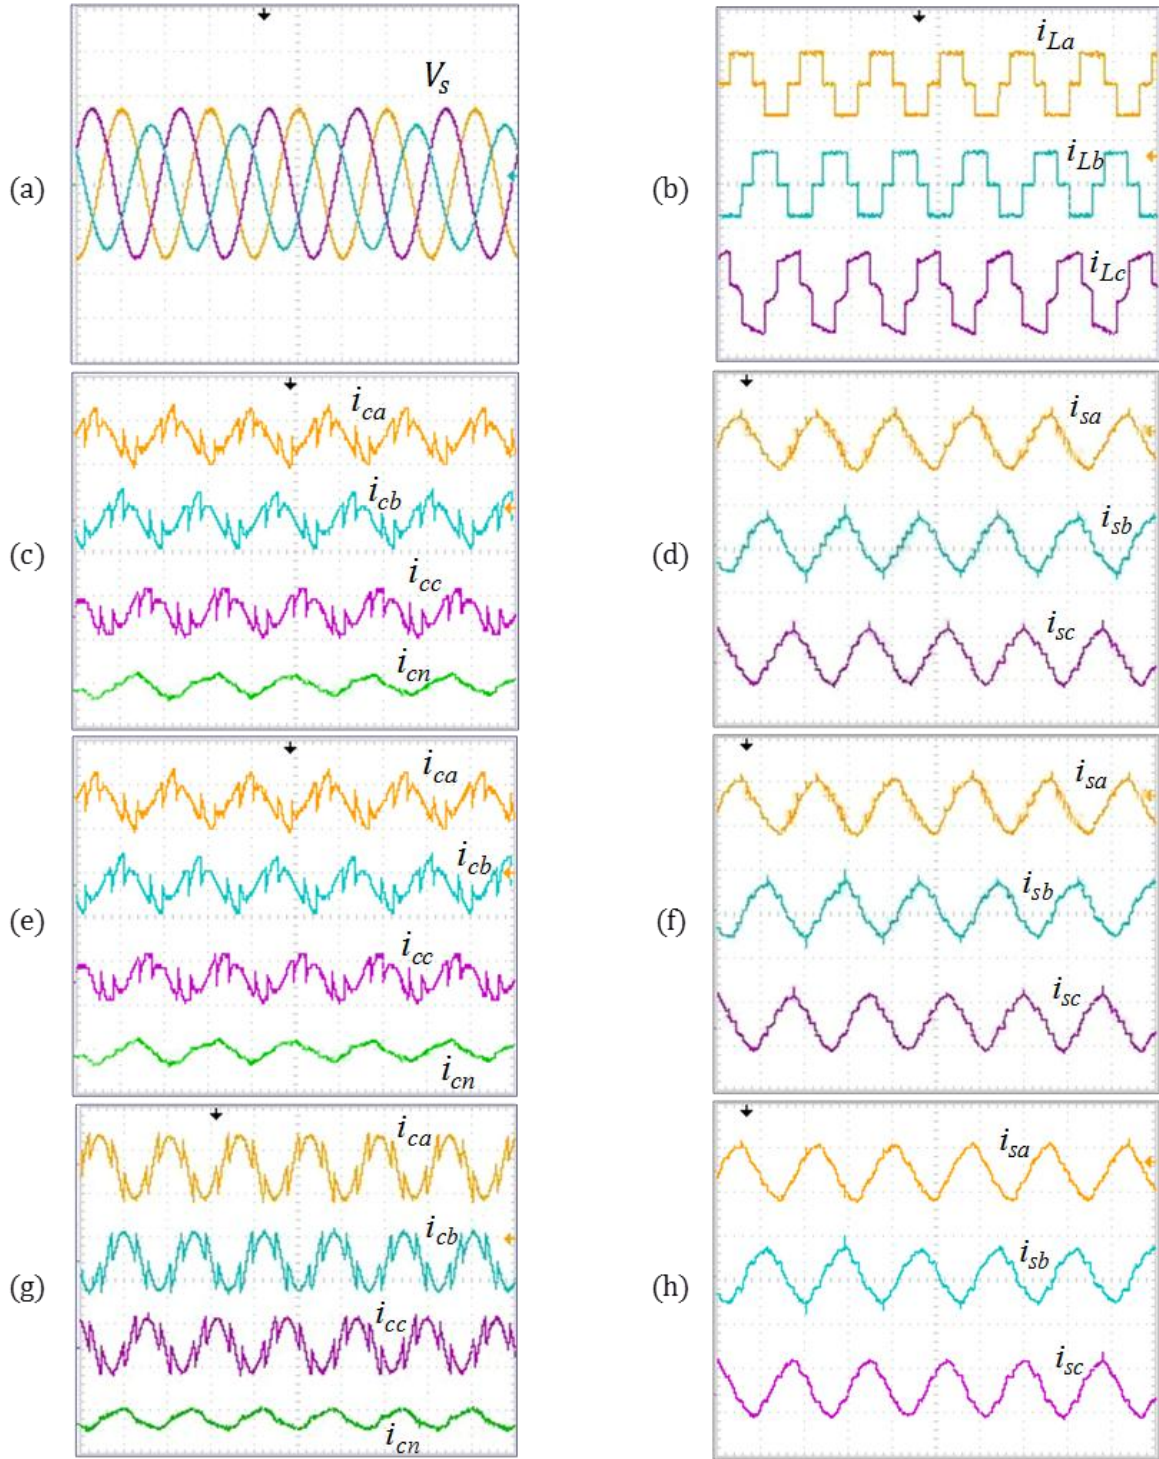 (a)
V_s
(b)
i_La
i_Lb
i_Lc
(c)
i_ca
i_cb
i_cc
i_cn
(d)
i_sa
i_sb
i_sc
(e)
i_ca
i_cb
i_cc
i_cn
(f)
i_sa
i_sb
i_sc
(g)
i_ca
i_cb
i_cc
i_cn
(h)
i_sa
i_sb
i_sc